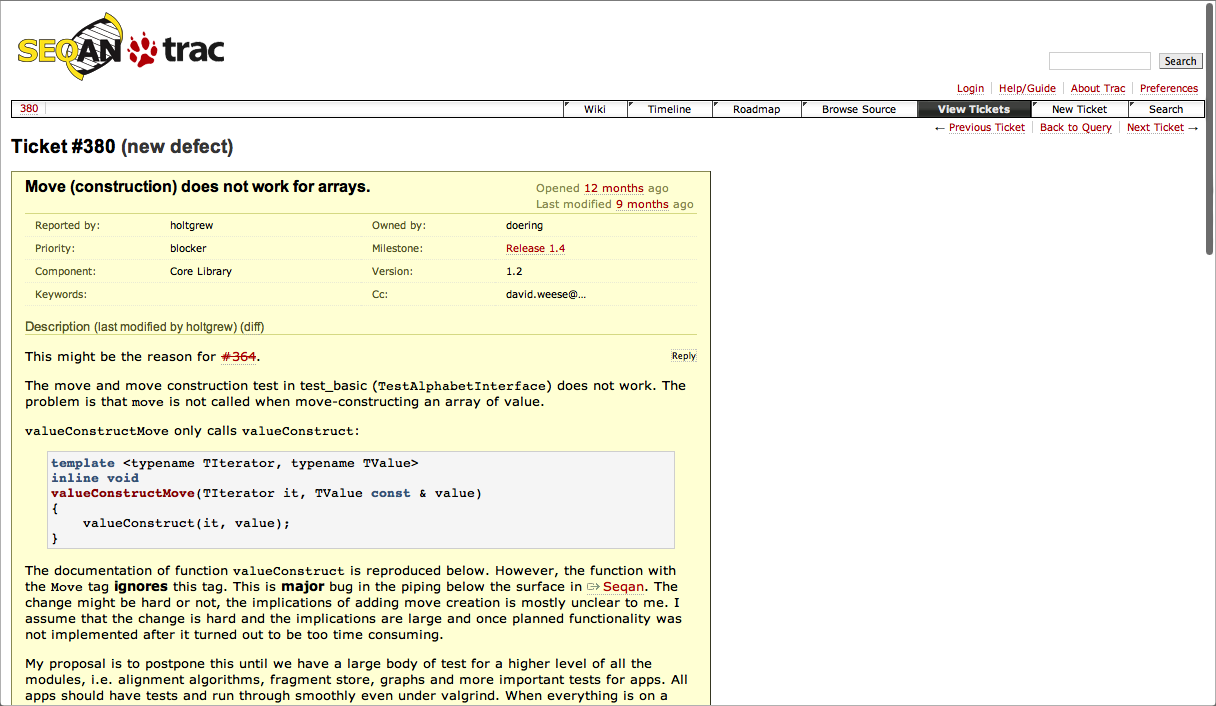 SEQAN trac
Search
Login Help/Guide About Trac Preferences
380 Wiki Timeline Roadmap Browse Source View Tickets New Ticket Search
← Previous Ticket Back to Query Next Ticket →
Ticket #380 (new defect)
Move (construction) does not work for arrays.
Opened 12 months ago
Last modified 9 months ago
Reported by: holtgrew Owned by: doering
Priority: blocker Milestone: Release 1.4
Component: Core Library Version: 1.2
Keywords: Cc: david.weese@…
Description (last modified by holtgrew) (diff)
This might be the reason for #364. Reply
The move and move construction test in test_basic (TestAlphabetInterface) does not work. The
problem is that move is not called when move-constructing an array of value.
valueConstructMove only calls valueConstruct:
template <typename TIterator, typename TValue>
inline void
valueConstructMove(TIterator it, TValue const & value)
{
    valueConstruct(it, value);
}
The documentation of function valueConstruct is reproduced below. However, the function with
the Move tag ignores this tag. This is major bug in the piping below the surface in Seqan. The
change might be hard or not, the implications of adding move creation is mostly unclear to me. I
assume that the change is hard and the implications are large and once planned functionality was
not implemented after it turned out to be too time consuming.
My proposal is to postpone this until we have a large body of test for a higher level of all the
modules, i.e. alignment algorithms, fragment store, graphs and more important tests for apps. All
apps should have tests and run through smoothly even under valgrind. When everything is on a